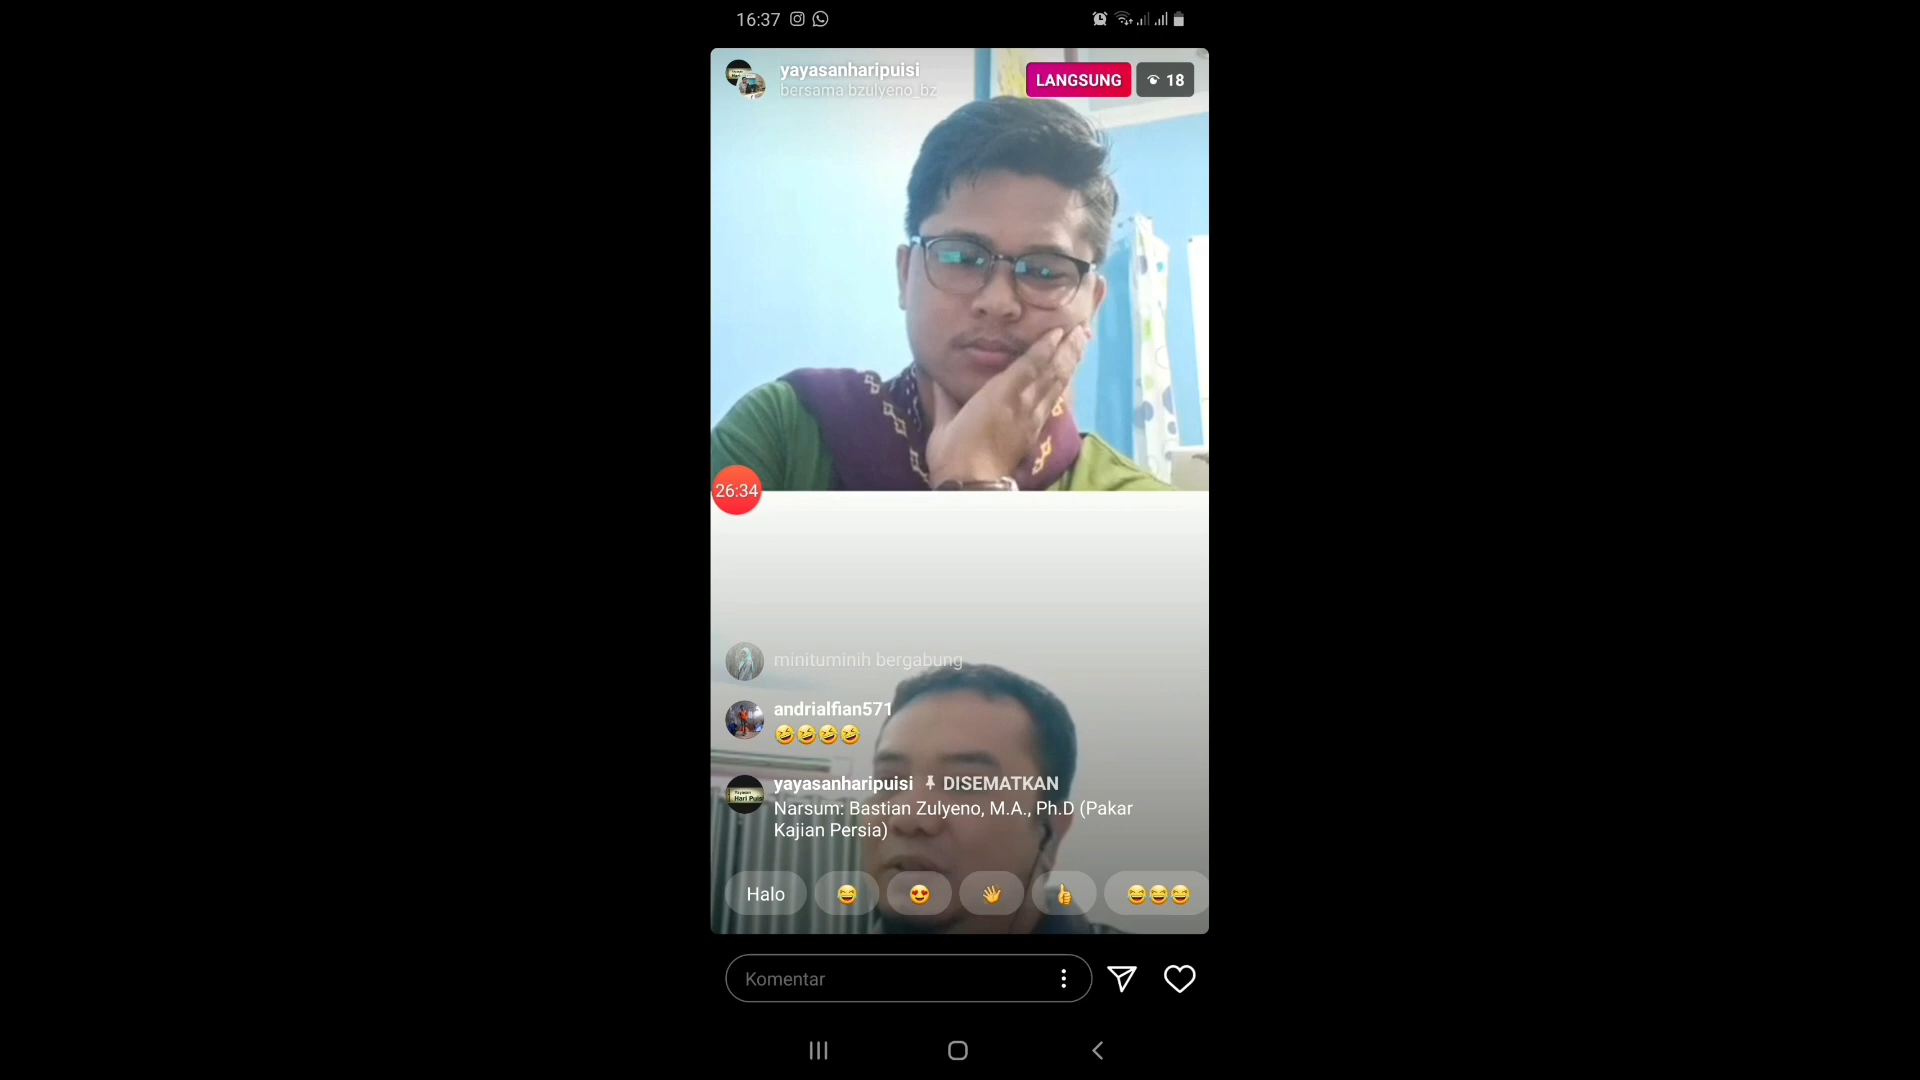 16:37
yayasanharipuisi
bersama bzulyeno_bz
LANGSUNG
18
26:34
minituminih bergabung
andrialfian571
🤣🤣🤣🤣
yayasanharipuisi DISEMATKAN
Narsum: Bastian Zulyeno, M.A., Ph.D (Pakar
Kajian Persia)
Halo
Komentar